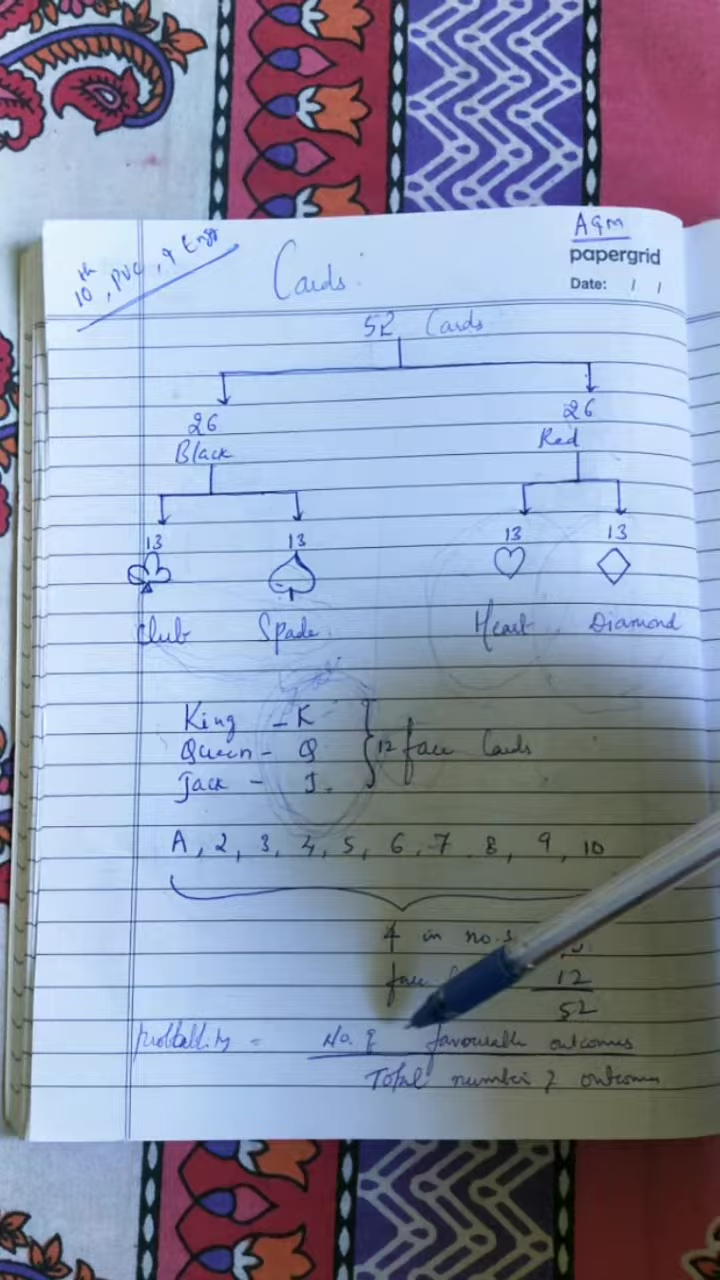 AGM
papergrid
Date: / /
10th, PUC, & Engg
Cards
52 Cards
26 26
Black Red
13 13 13 13
Club Spade Heart Diamond
King - K
Queen - Q
Jack - J
12 face Cards
A, 2, 3, 4, 5, 6, 7, 8, 9, 10
4 in no.s
face 12
52
No. of favourable outcomes
Total number of outcomes